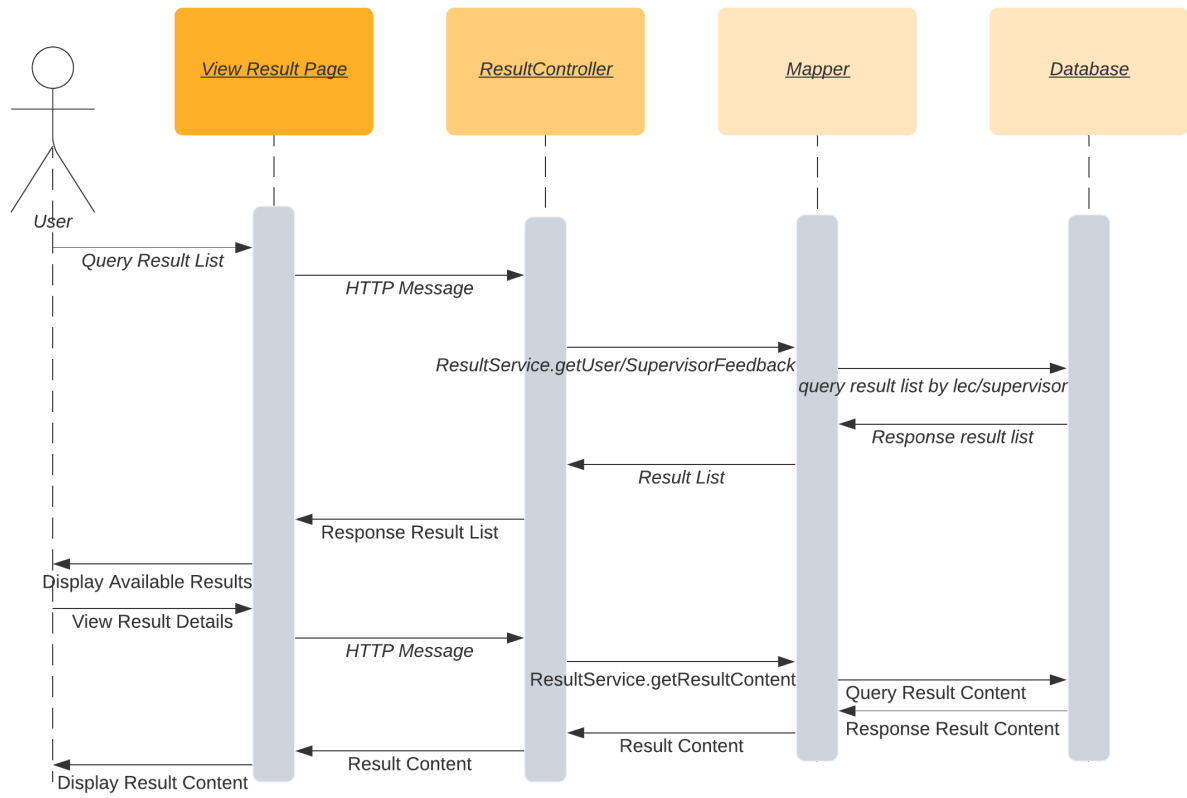 View Result Page
ResultController
Mapper
Database
User
Query Result List
HTTP Message
ResultService.getUser/SupervisorFeedback
query result list by lec/supervisor
Response result list
Result List
Response Result List
Display Available Results
View Result Details
HTTP Message
ResultService.getResultContent
Query Result Content
Response Result Content
Result Content
Result Content
Display Result Content